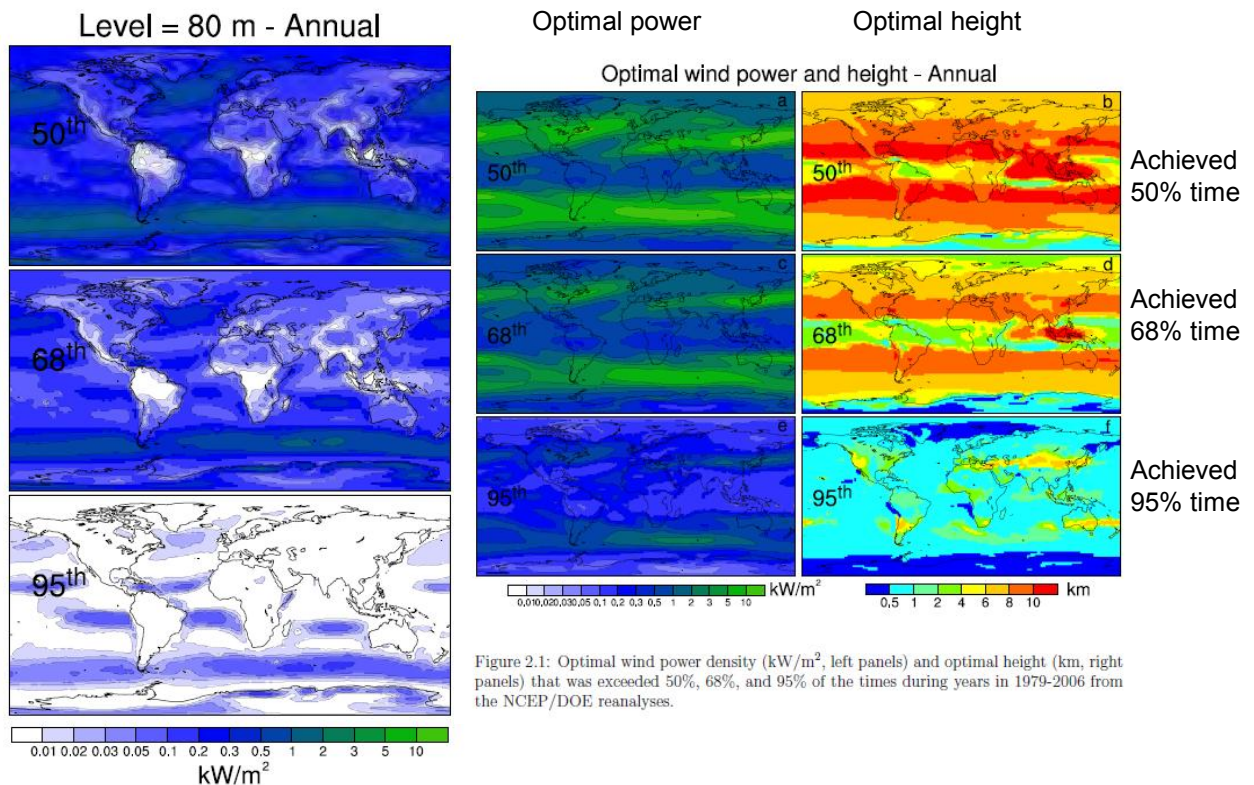 Level = 80 m - Annual
50th
68th
95th
0.01 0.02 0.03 0.05 0.1 0.2 0.3 0.5 1 2 3 5 10
kW/m²
Optimal power
Optimal height
Optimal wind power and height - Annual
a
50th
b
50th
Achieved
50% time
c
68th
d
68th
Achieved
68% time
e
95th
f
95th
Achieved
95% time
0.01 0.02 0.03 0.05 0.1 0.2 0.3 0.5 1 2 3 5 10
kW/m²
0.5 1 2 4 6 8 10
km
Figure 2.1: Optimal wind power density (kW/m², left panels) and optimal height (km, right
panels) that was exceeded 50%, 68%, and 95% of the times during years in 1979-2006 from
the NCEP/DOE reanalyses.